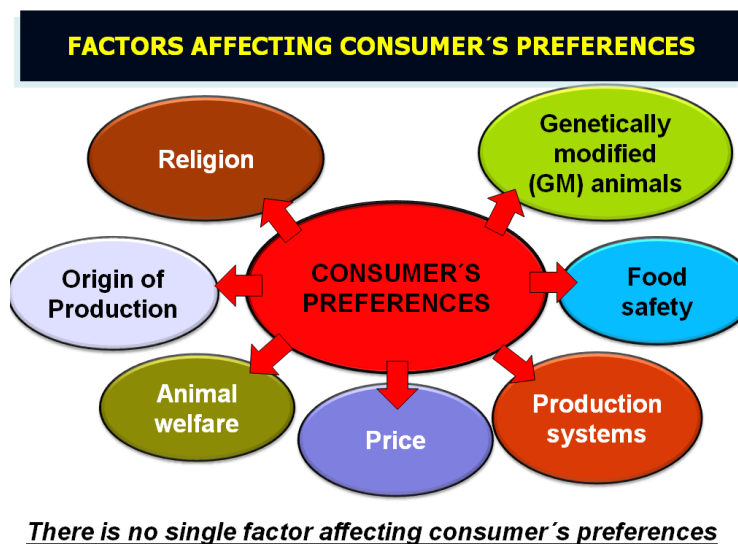 FACTORS AFFECTING CONSUMER´S PREFERENCES
Religion
Genetically
modified
(GM) animals
CONSUMER´S
PREFERENCES
Origin of
Production
Food
safety
Animal
welfare
Price
Production
systems
There is no single factor affecting consumer´s preferences